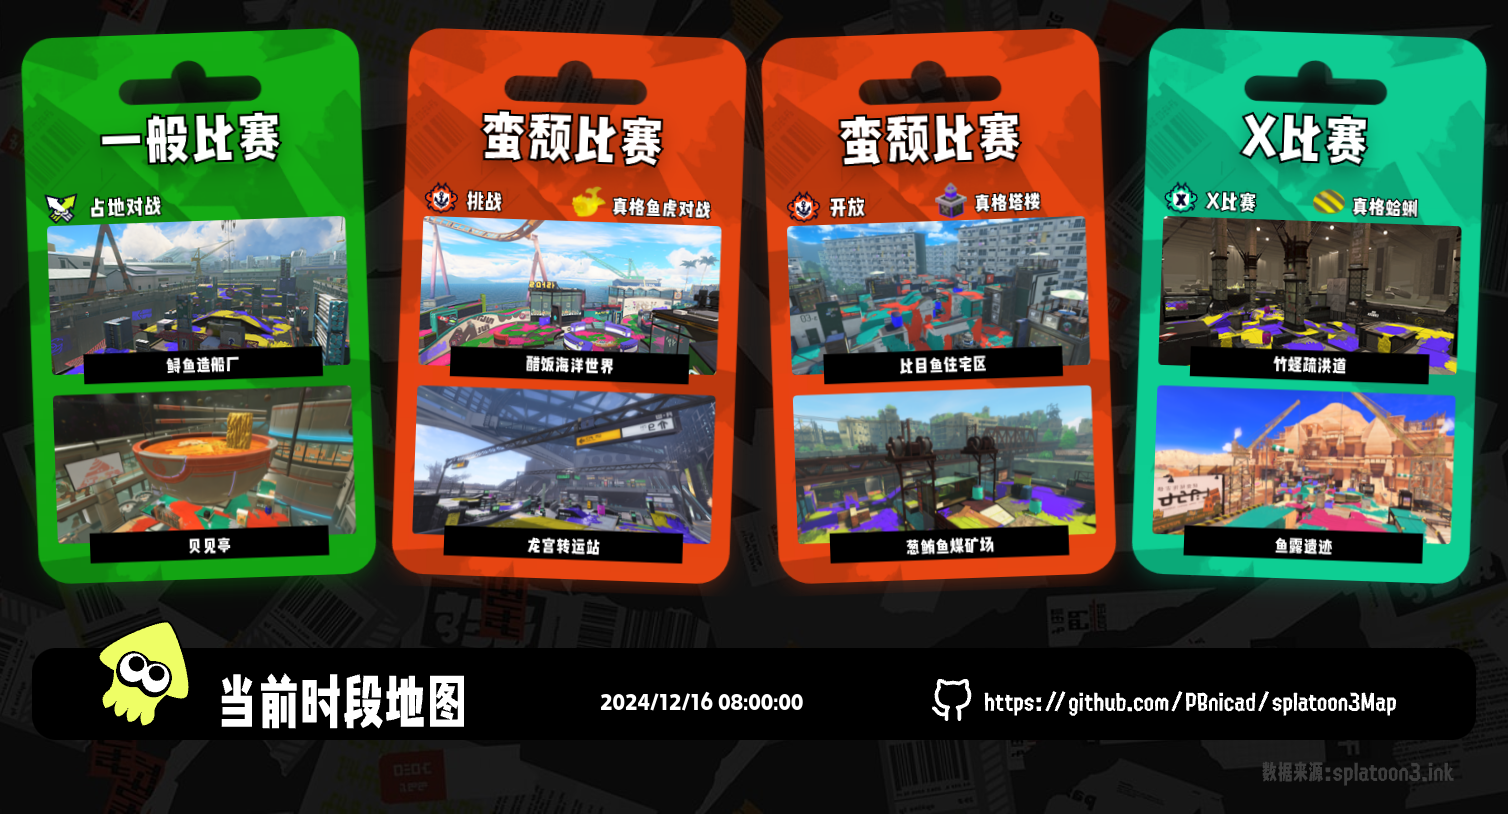 一般比赛
占地对战
鲟鱼造船厂
贝见亭
蛮颓比赛
挑战
真格鱼虎对战
醋饭海洋世界
龙宫转运站
蛮颓比赛
开放
真格塔楼
比目鱼住宅区
葱鲔鱼煤矿场
X比赛
X比赛
真格蛤蜊
竹蛏疏洪道
鱼露遗迹
当前时段地图
2024/12/16 08:00:00
https://github.com/PBnicad/splatoon3Map
数据来源:splatoon3.ink